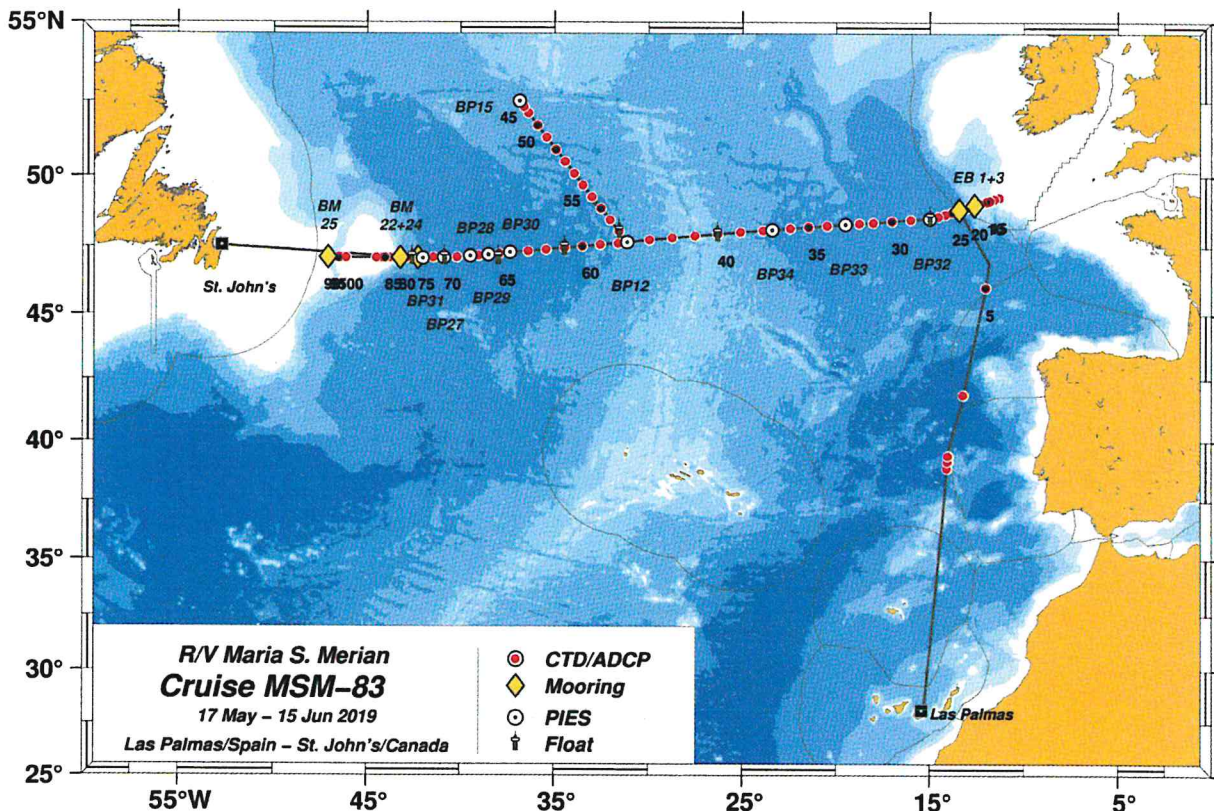 55°N
50°
45°
40°
35°
30°
25°
55°W
45°
35°
25°
15°
5°
BP15
45
50
55
BM
25
BM
22+24
BP28
BP30
EB 1+3
St. John's
85
80
75
70
65
60
40
35
30
25
20
15
BP31
BP27
BP29
BP12
BP34
BP33
BP32
5
Las Palmas
R/V Maria S. Merian
Cruise MSM–83
17 May – 15 Jun 2019
Las Palmas/Spain – St. John's/Canada
CTD/ADCP
Mooring
PIES
Float